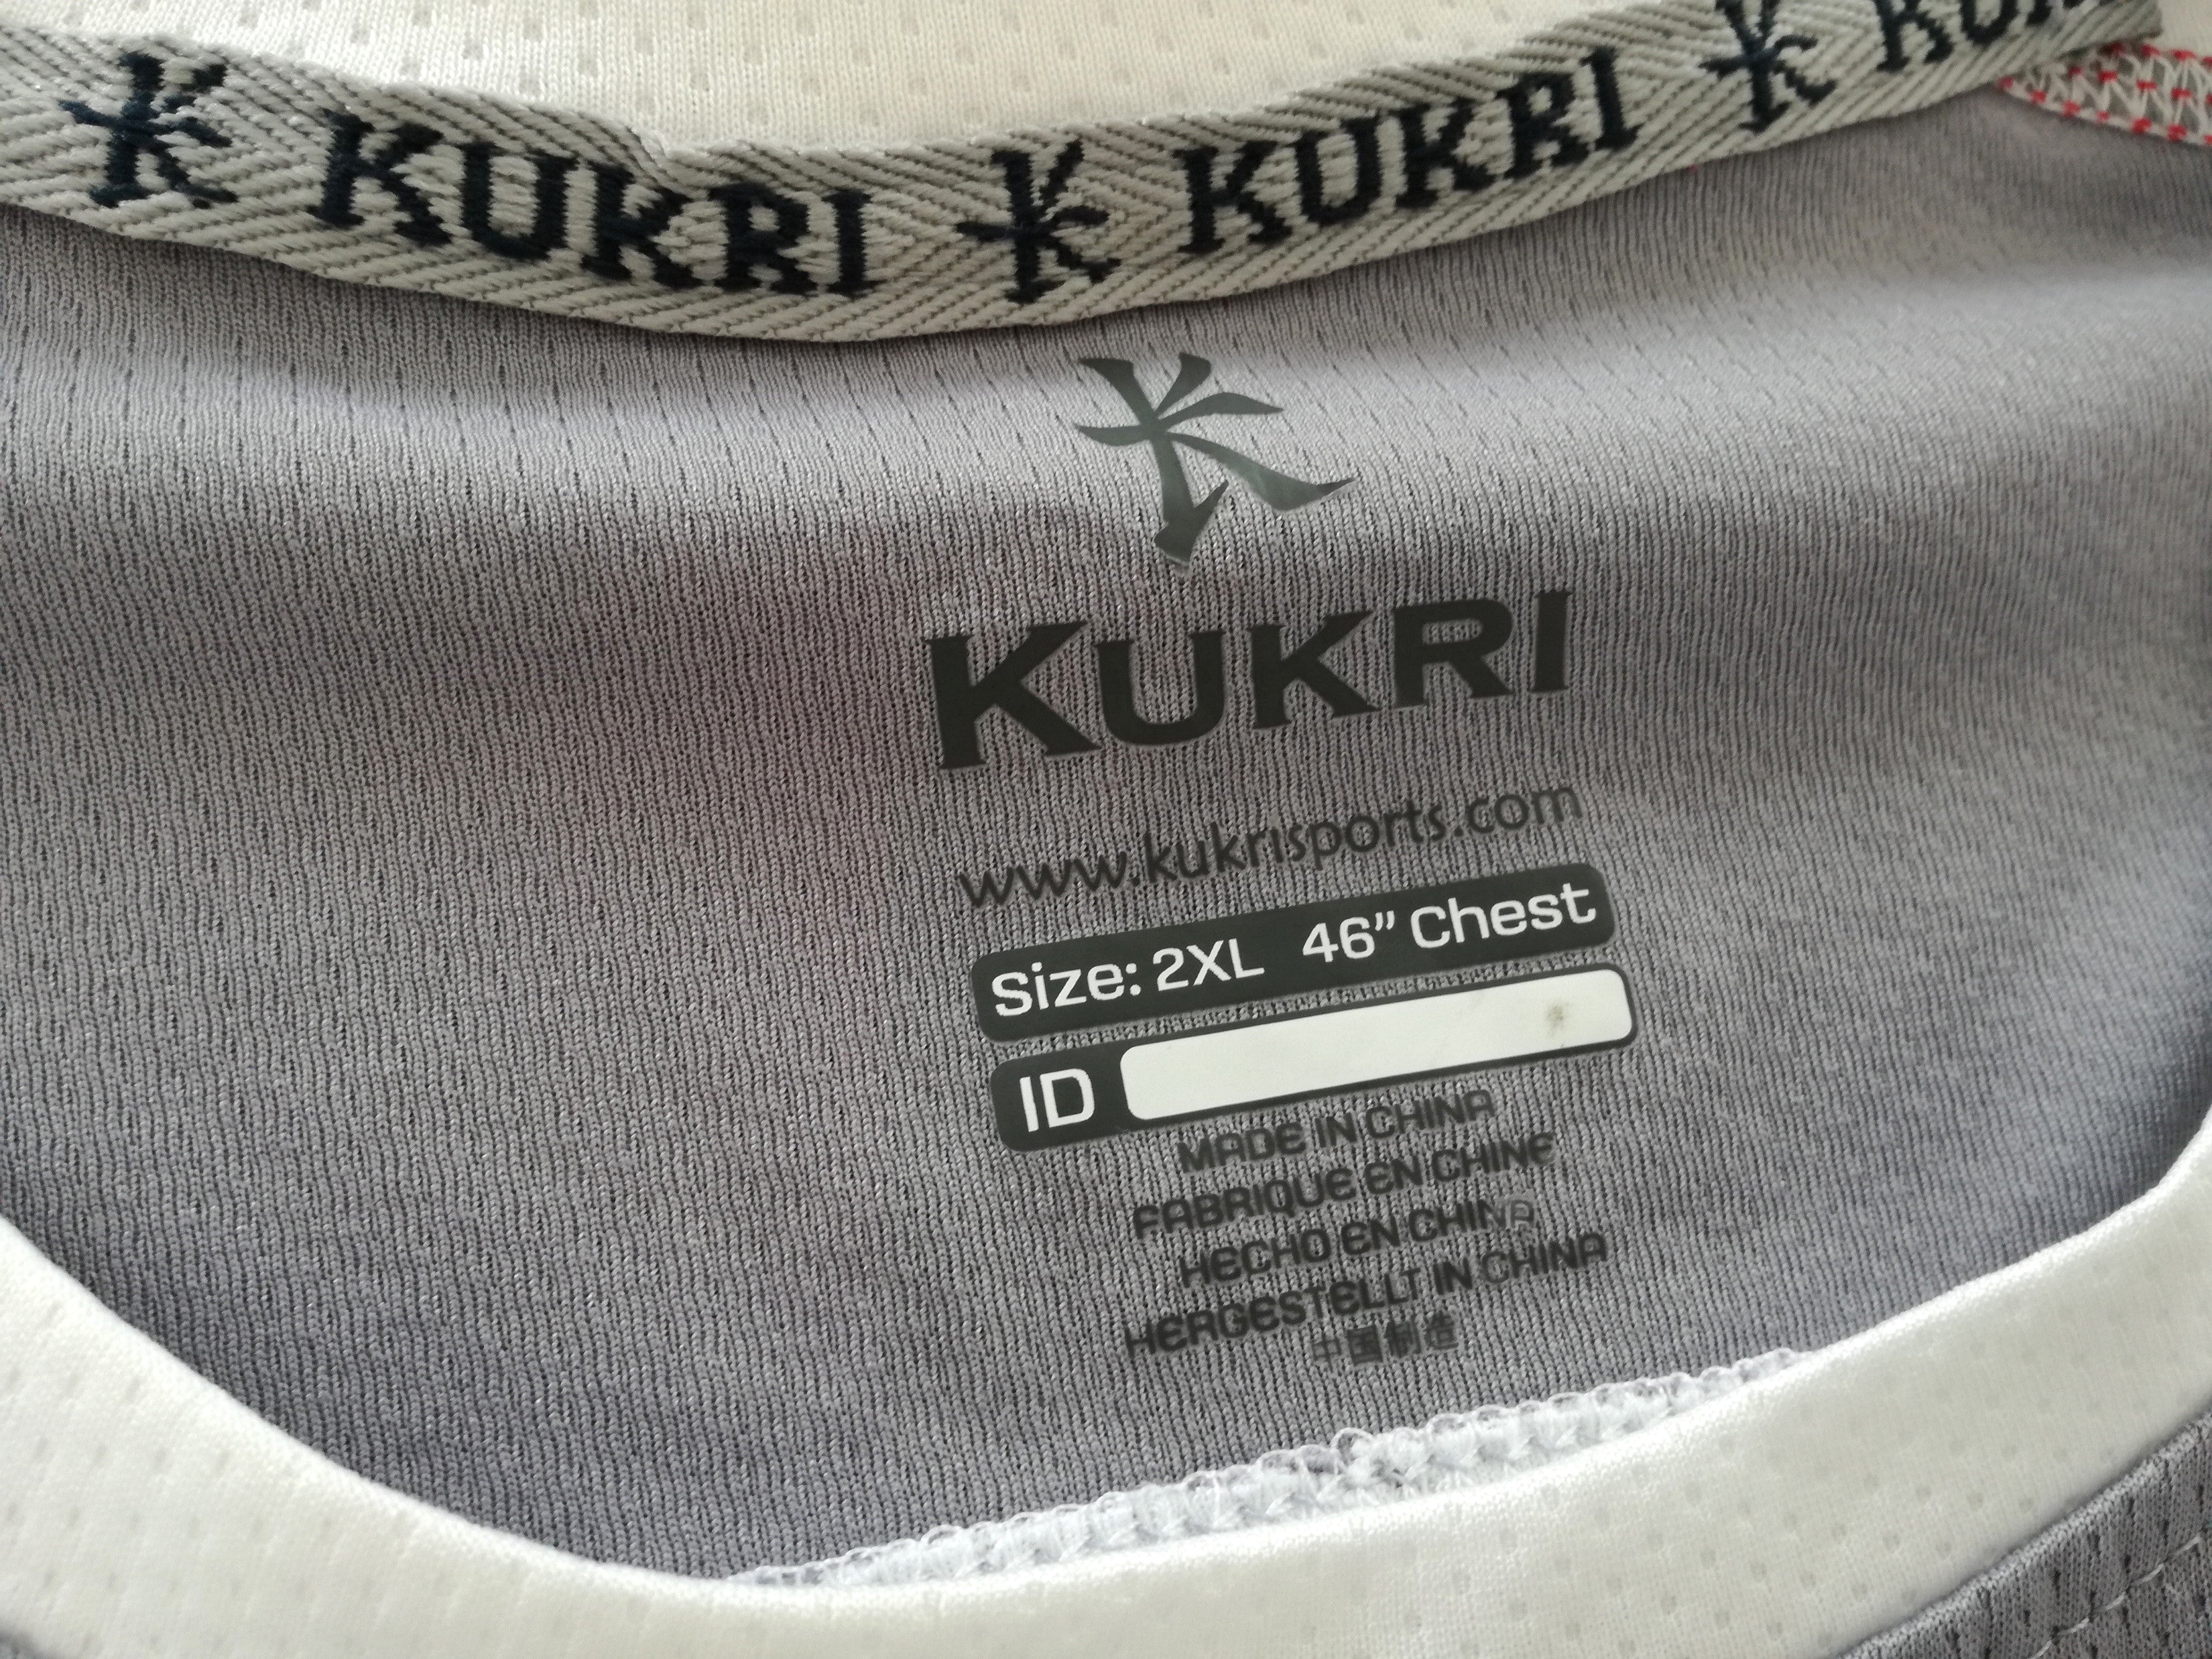 KUKRI KUKRI KUK
KUKRI
www.kukrisports.com
Size: 2XL 46” Chest
ID
MADE IN CHINA
FABRIQUE EN CHINE
HECHO EN CHINA
HERGESTELLT IN CHINA
中国制造